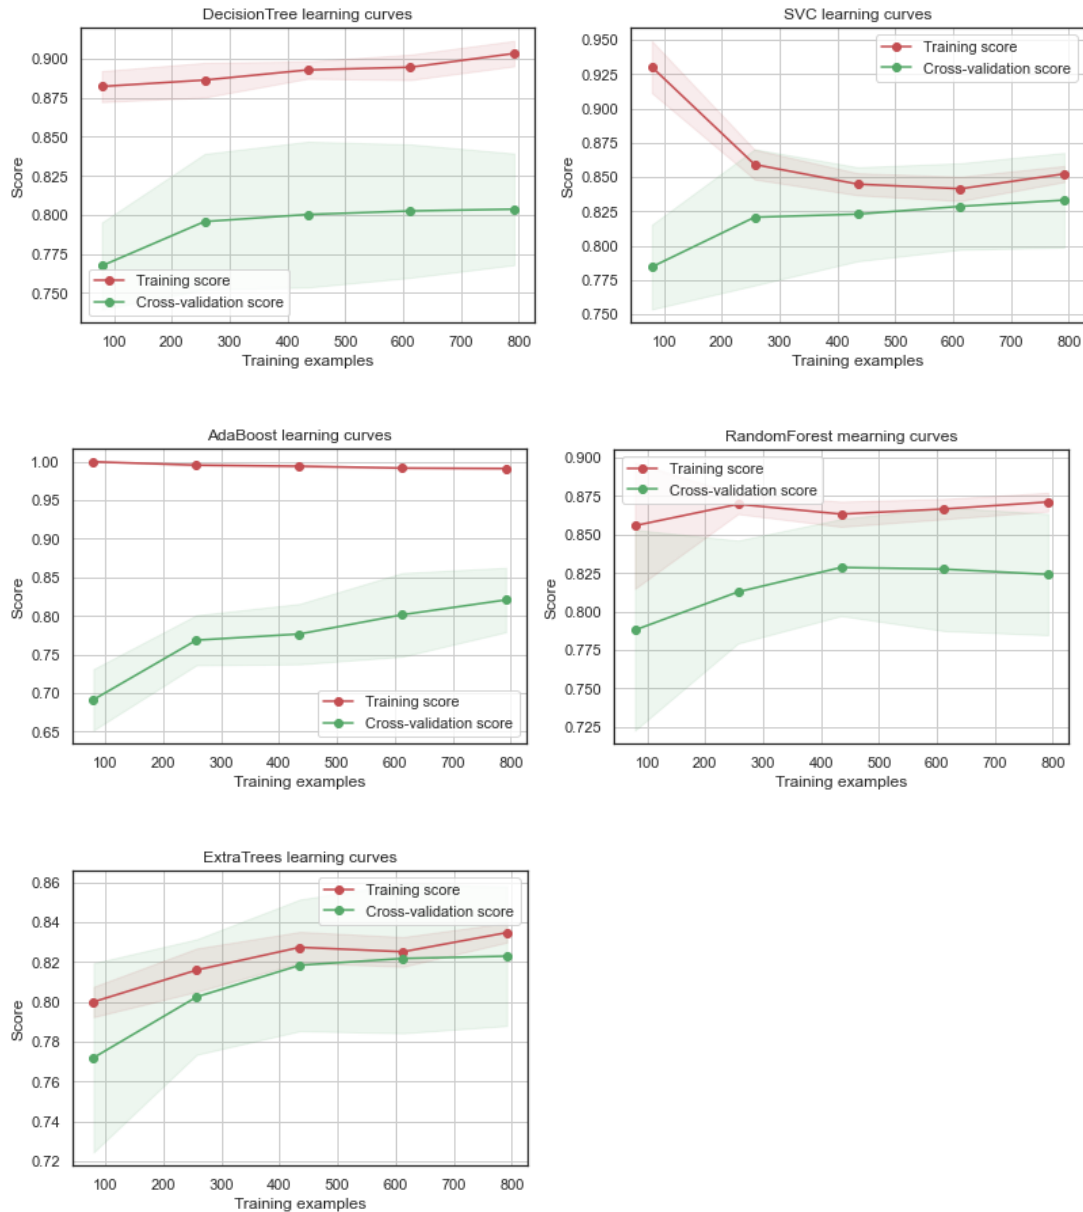 DecisionTree learning curves
0.900
0.875
0.850
0.825
0.800
0.775
0.750
Score
Training score
Cross-validation score
100 200 300 400 500 600 700 800
Training examples
SVC learning curves
0.950
0.925
0.900
0.875
0.850
0.825
0.800
0.775
0.750
Score
Training score
Cross-validation score
100 200 300 400 500 600 700 800
Training examples
AdaBoost learning curves
1.00
0.95
0.90
0.85
0.80
0.75
0.70
0.65
Score
Training score
Cross-validation score
100 200 300 400 500 600 700 800
Training examples
RandomForest mearning curves
0.900
0.875
0.850
0.825
0.800
0.775
0.750
0.725
Score
Training score
Cross-validation score
100 200 300 400 500 600 700 800
Training examples
ExtraTrees learning curves
0.86
0.84
0.82
0.80
0.78
0.76
0.74
0.72
Score
Training score
Cross-validation score
100 200 300 400 500 600 700 800
Training examples